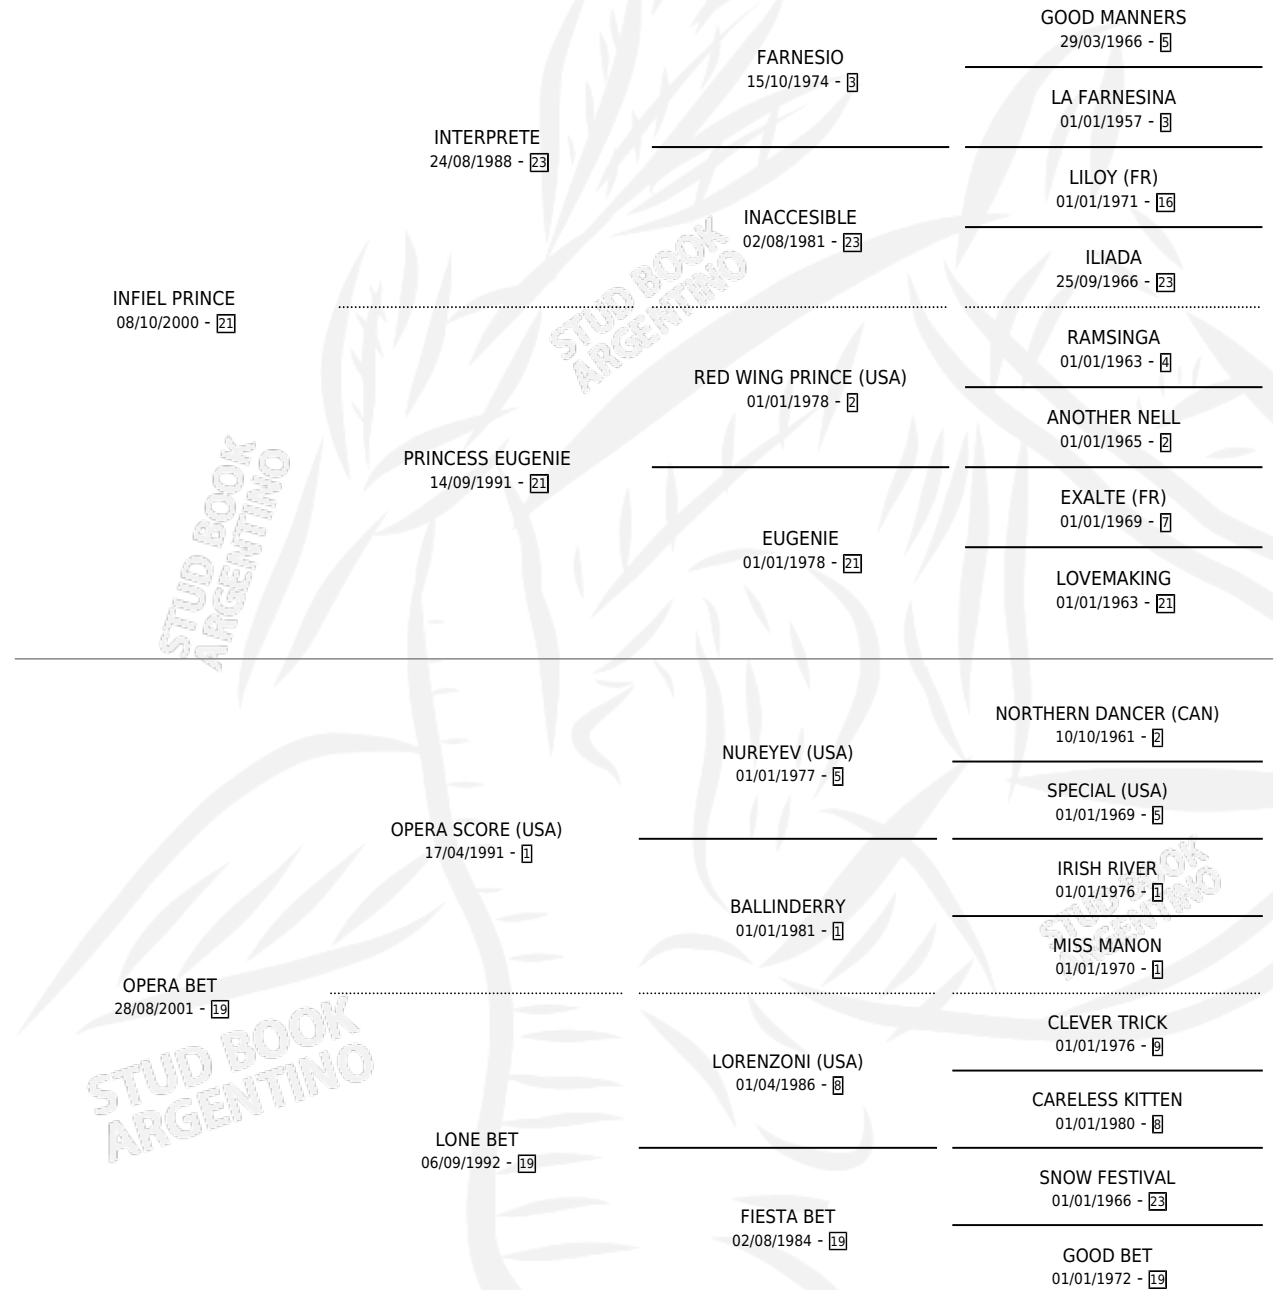 GOOD MANNERS
29/03/1966 - 5
FARNESIO
15/10/1974 - 3
LA FARNESINA
01/01/1957 - 3
INTERPRETE
24/08/1988 - 23
LILOY (FR)
01/01/1971 - 16
INACCESIBLE
02/08/1981 - 23
ILIADA
25/09/1966 - 23
INFIEL PRINCE
08/10/2000 - 21
RAMSINGA
01/01/1963 - 4
RED WING PRINCE (USA)
01/01/1978 - 2
ANOTHER NELL
01/01/1965 - 2
PRINCESS EUGENIE
14/09/1991 - 21
EXALTE (FR)
01/01/1969 - 7
EUGENIE
01/01/1978 - 21
LOVEMAKING
01/01/1963 - 21
STUD BOOK
ARGENTINO
STUD BOOK
ARGENTINO
NORTHERN DANCER (CAN)
10/10/1961 - 2
NUREYEV (USA)
01/01/1977 - 5
SPECIAL (USA)
01/01/1969 - 5
OPERA SCORE (USA)
17/04/1991 - 1
IRISH RIVER
01/01/1976 - 1
BALLINDERRY
01/01/1981 - 1
MISS MANON
01/01/1970 - 1
STUD BOOK
ARGENTINO
OPERA BET
28/08/2001 - 19
CLEVER TRICK
01/01/1976 - 9
LORENZONI (USA)
01/04/1986 - 8
CARELESS KITTEN
01/01/1980 - 8
LONE BET
06/09/1992 - 19
SNOW FESTIVAL
01/01/1966 - 23
FIESTA BET
02/08/1984 - 19
GOOD BET
01/01/1972 - 19
STUD BOOK
ARGENTINO